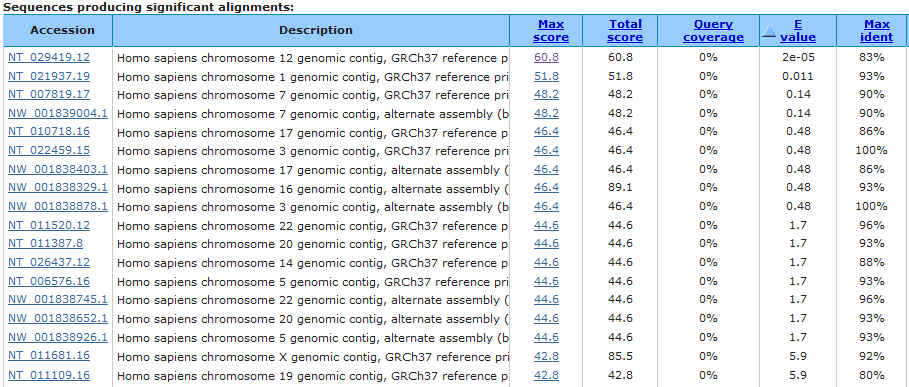 Sequences producing significant alignments:
Accession Description Max score Total score Query coverage E value Max ident
NT_029419.12 Homo sapiens chromosome 12 genomic contig, GRCh37 reference p 60.8 60.8 0% 2e-05 83%
NT_021937.19 Homo sapiens chromosome 1 genomic contig, GRCh37 reference pri 51.8 51.8 0% 0.011 93%
NT_007819.17 Homo sapiens chromosome 7 genomic contig, GRCh37 reference pri 48.2 48.2 0% 0.14 90%
NW_001839004.1 Homo sapiens chromosome 7 genomic contig, alternate assembly (b 48.2 48.2 0% 0.14 90%
NT_010718.16 Homo sapiens chromosome 17 genomic contig, GRCh37 reference p 46.4 46.4 0% 0.48 86%
NT_022459.15 Homo sapiens chromosome 3 genomic contig, GRCh37 reference pri 46.4 46.4 0% 0.48 100%
NW_001838403.1 Homo sapiens chromosome 17 genomic contig, alternate assembly ( 46.4 46.4 0% 0.48 86%
NW_001838329.1 Homo sapiens chromosome 16 genomic contig, alternate assembly ( 46.4 89.1 0% 0.48 93%
NW_001838878.1 Homo sapiens chromosome 3 genomic contig, alternate assembly (b 46.4 46.4 0% 0.48 100%
NT_011520.12 Homo sapiens chromosome 22 genomic contig, GRCh37 reference p 44.6 44.6 0% 1.7 96%
NT_011387.8 Homo sapiens chromosome 20 genomic contig, GRCh37 reference p 44.6 44.6 0% 1.7 93%
NT_026437.12 Homo sapiens chromosome 14 genomic contig, GRCh37 reference p 44.6 44.6 0% 1.7 88%
NT_006576.16 Homo sapiens chromosome 5 genomic contig, GRCh37 reference pri 44.6 44.6 0% 1.7 93%
NW_001838745.1 Homo sapiens chromosome 22 genomic contig, alternate assembly ( 44.6 44.6 0% 1.7 96%
NW_001838652.1 Homo sapiens chromosome 20 genomic contig, alternate assembly ( 44.6 44.6 0% 1.7 93%
NW_001838926.1 Homo sapiens chromosome 5 genomic contig, alternate assembly (b 44.6 44.6 0% 1.7 93%
NT_011681.16 Homo sapiens chromosome X genomic contig, GRCh37 reference pri 42.8 85.5 0% 5.9 92%
NT_011109.16 Homo sapiens chromosome 19 genomic contig, GRCh37 reference p 42.8 42.8 0% 5.9 80%